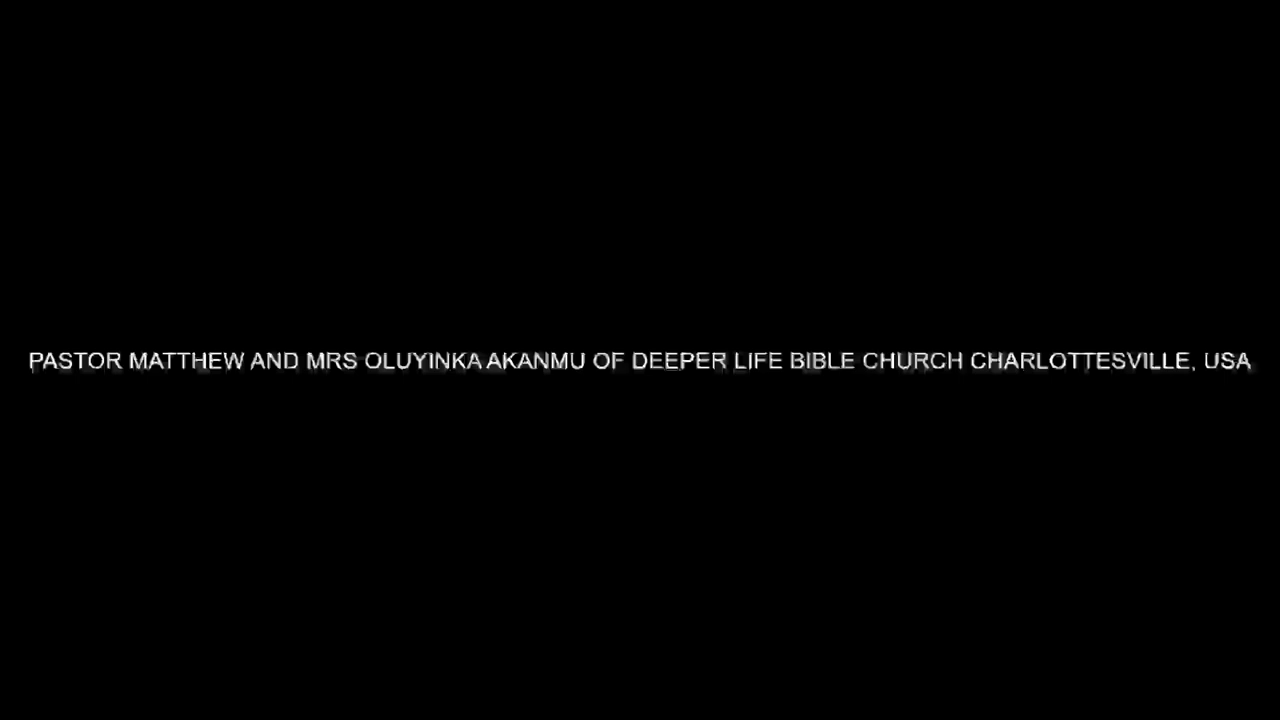 PASTOR MATTHEW AND MRS OLUYINKA AKANMU OF DEEPER LIFE BIBLE CHURCH CHARLOTTESVILLE, USA